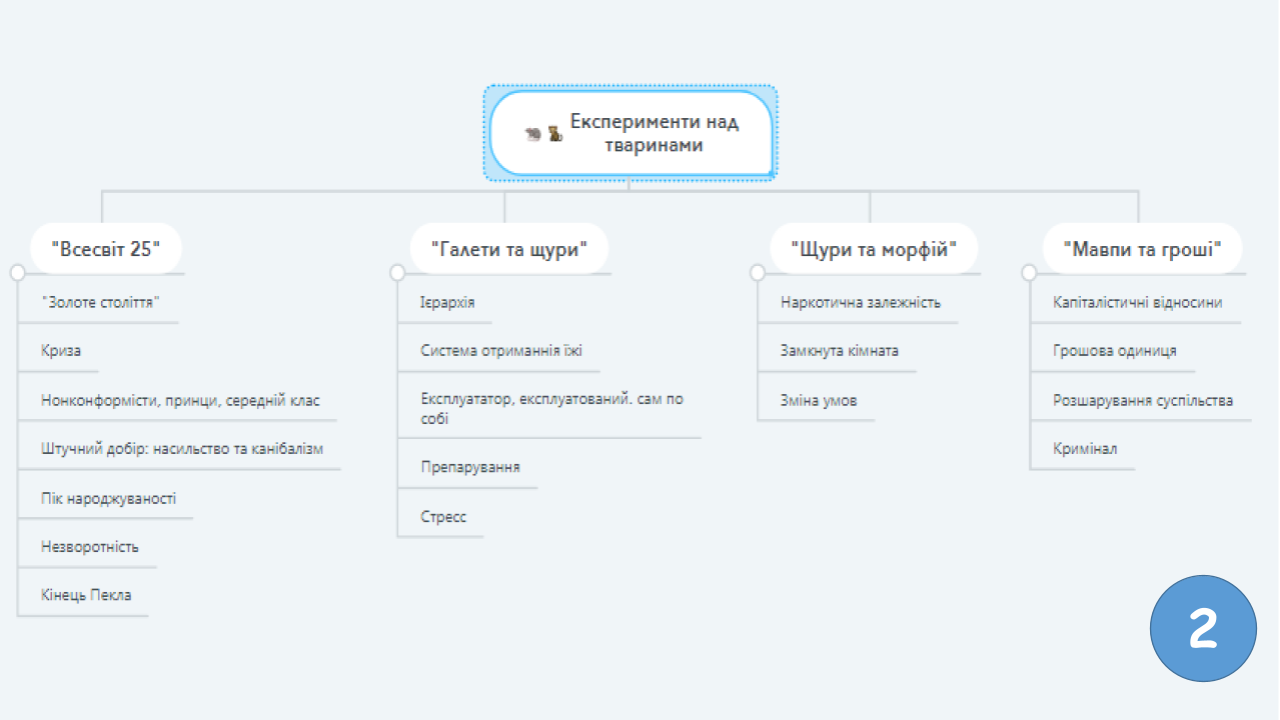 Експерименти над
тваринами
"Всесвіт 25"
"Золоте століття"
Криза
Нонконформісти, принци, середній клас
Штучний добір: насильство та канібалізм
Пік народжуваності
Незворотність
Кінець Пекла
"Галети та щури"
Ієрархія
Система отриманнія їжі
Експлуататор, експлуатований. сам по
собі
Препарування
Стресс
"Щури та морфій"
Наркотична залежність
Замкнута кімната
Зміна умов
"Мавпи та гроші"
Капіталістичні відносини
Грошова одиниця
Розшарування суспільства
Кримінал
2